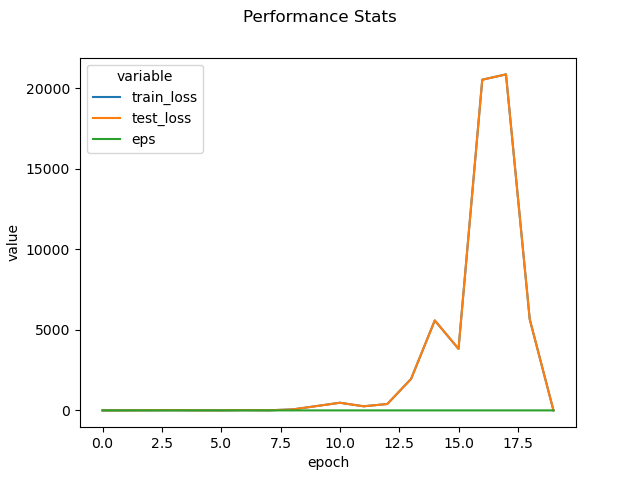 Performance Stats
variable
train_loss
test_loss
eps
20000
15000
10000
5000
0
value
0.0 2.5 5.0 7.5 10.0 12.5 15.0 17.5
epoch